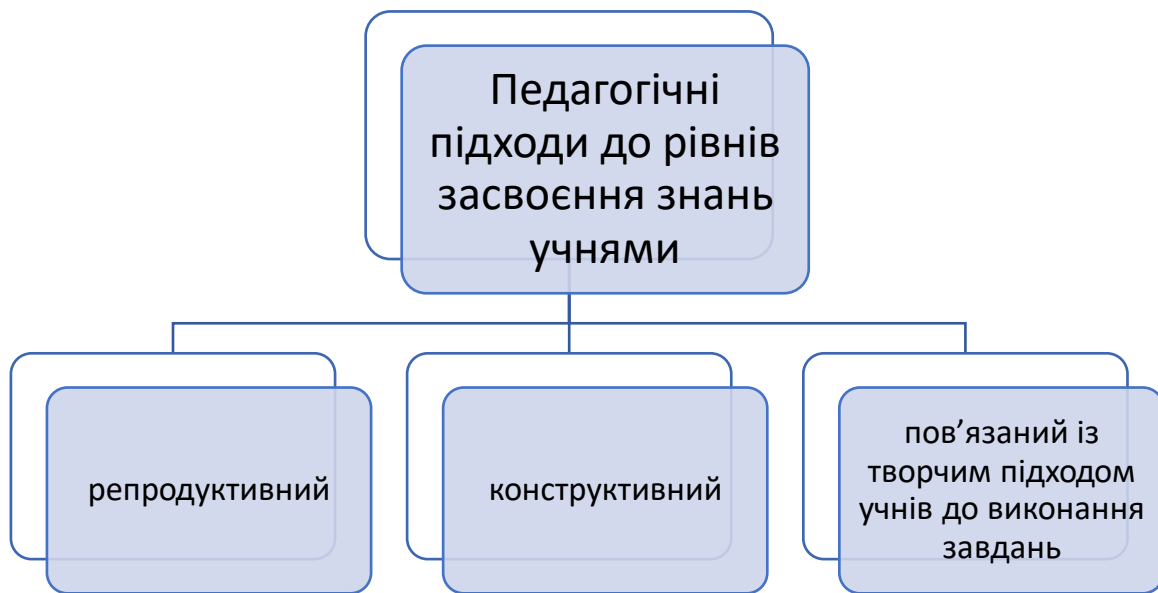 Педагогічні
підходи до рівнів
засвоєння знань
учнями
репродуктивний
конструктивний
пов’язаний із
творчим підходом
учнів до виконання
завдань